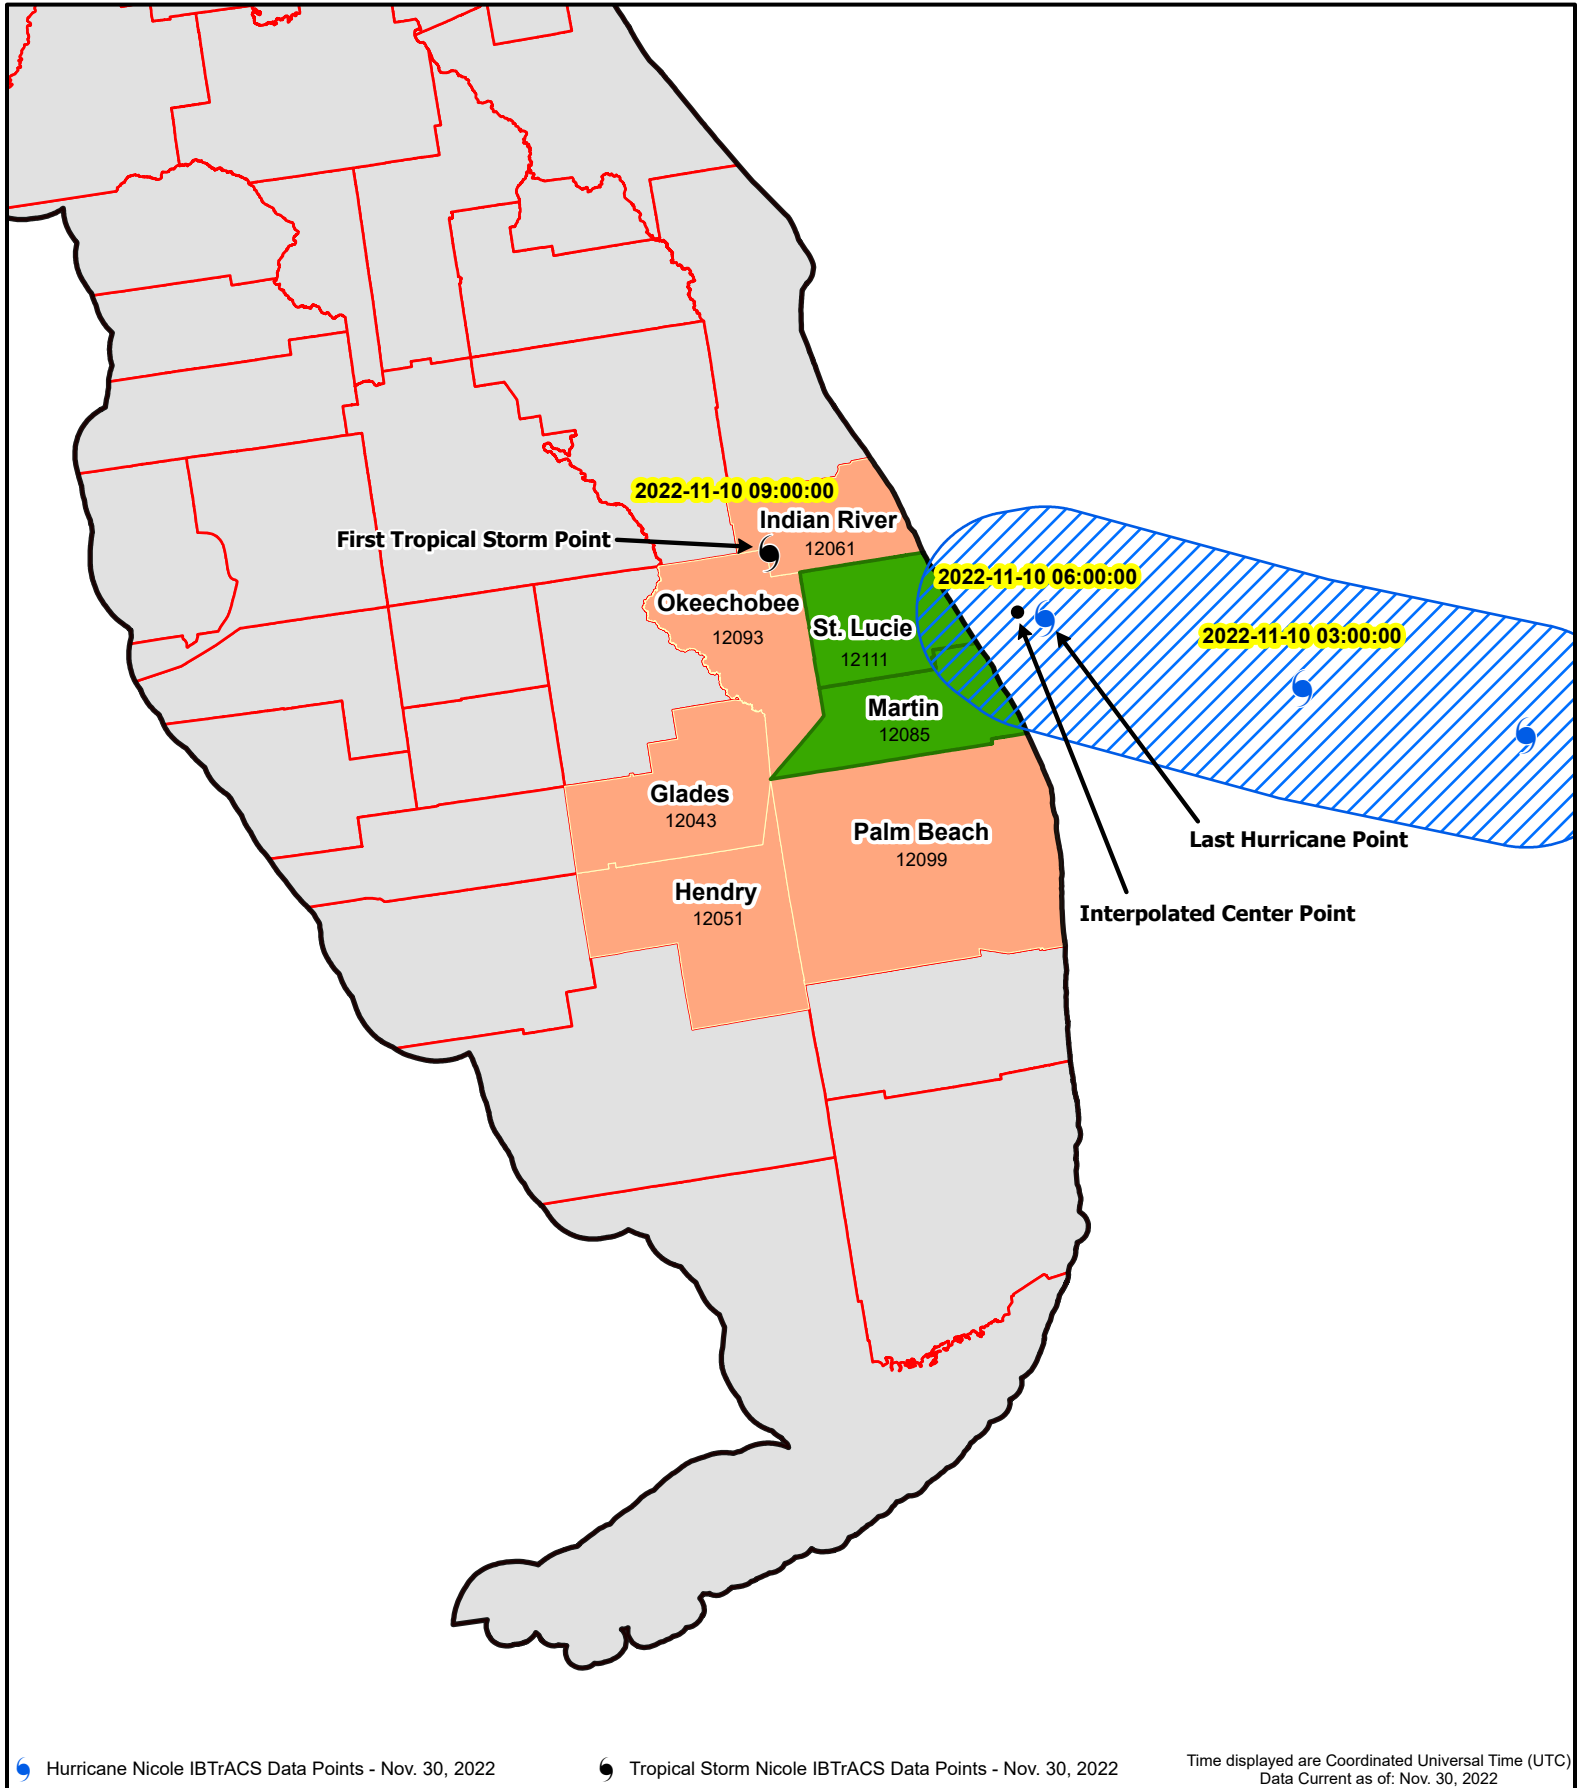 2022-11-10 09:00:00
Indian River
12061
First Tropical Storm Point
2022-11-10 06:00:00
Okeechobee
12093
St. Lucie
12111
2022-11-10 03:00:00
Martin
12085
Glades
12043
Palm Beach
12099
Last Hurricane Point
Hendry
12051
Interpolated Center Point
Hurricane Nicole IBTrACS Data Points - Nov. 30, 2022
Tropical Storm Nicole IBTrACS Data Points - Nov. 30, 2022
Time displayed are Coordinated Universal Time (UTC)
Data Current as of: Nov. 30, 2022